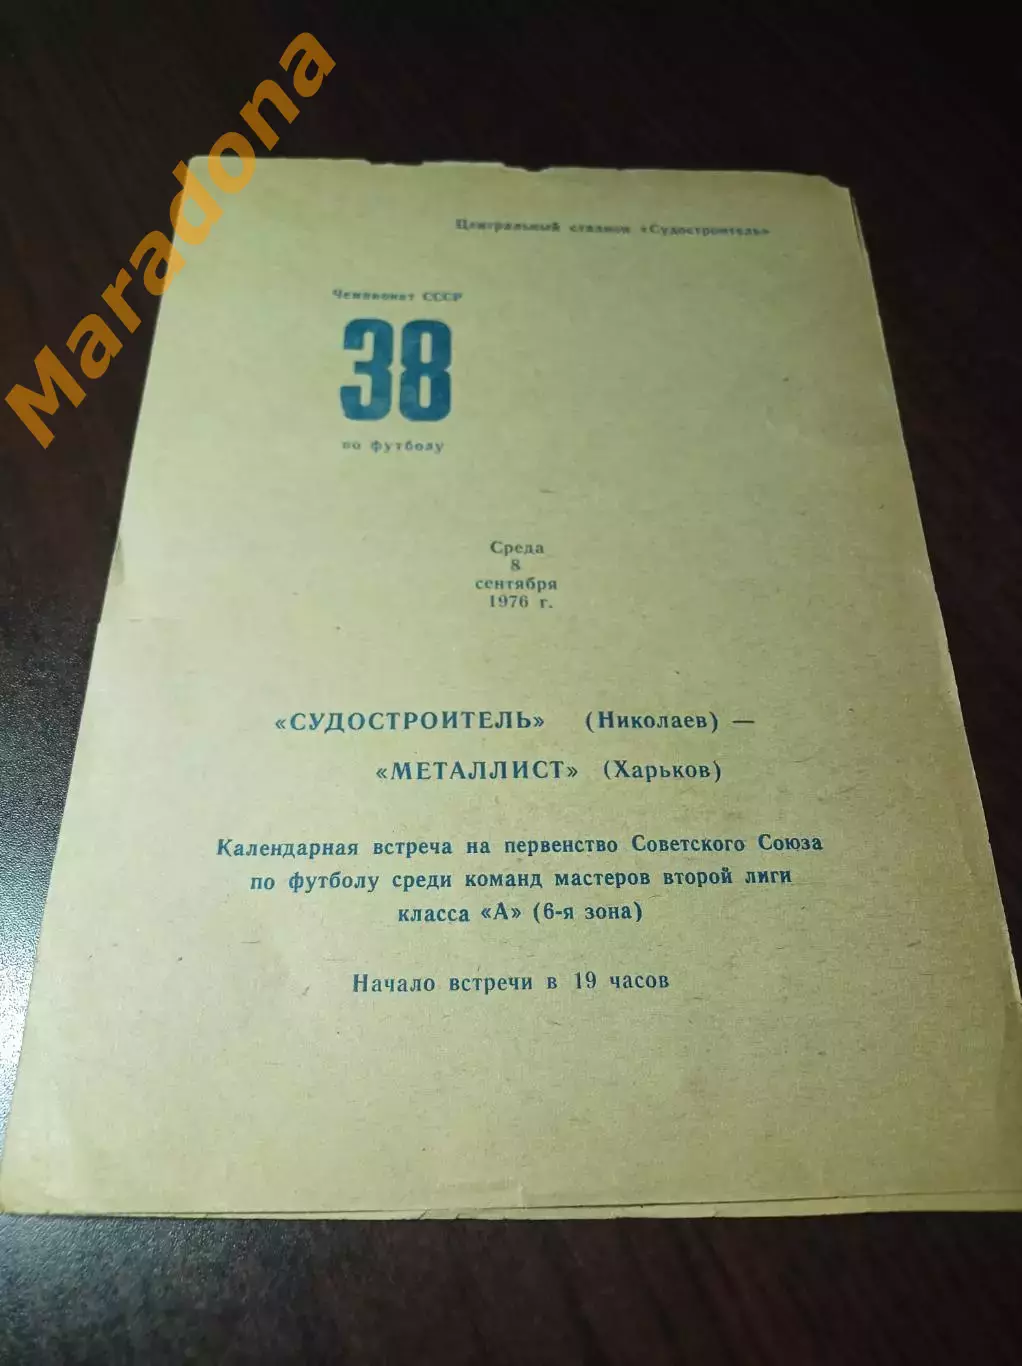 Maradona
Центральный стадион «Судостроитель»
Чемпионат СССР
38
по футболу
Среда
8
сентября
1976 г.
«СУДОСТРОИТЕЛЬ» (Николаев) —
«МЕТАЛЛИСТ» (Харьков)
Календарная встреча на первенство Советского Союза
по футболу среди команд мастеров второй лиги
класса «А» (6-я зона)
Начало встречи в 19 часов